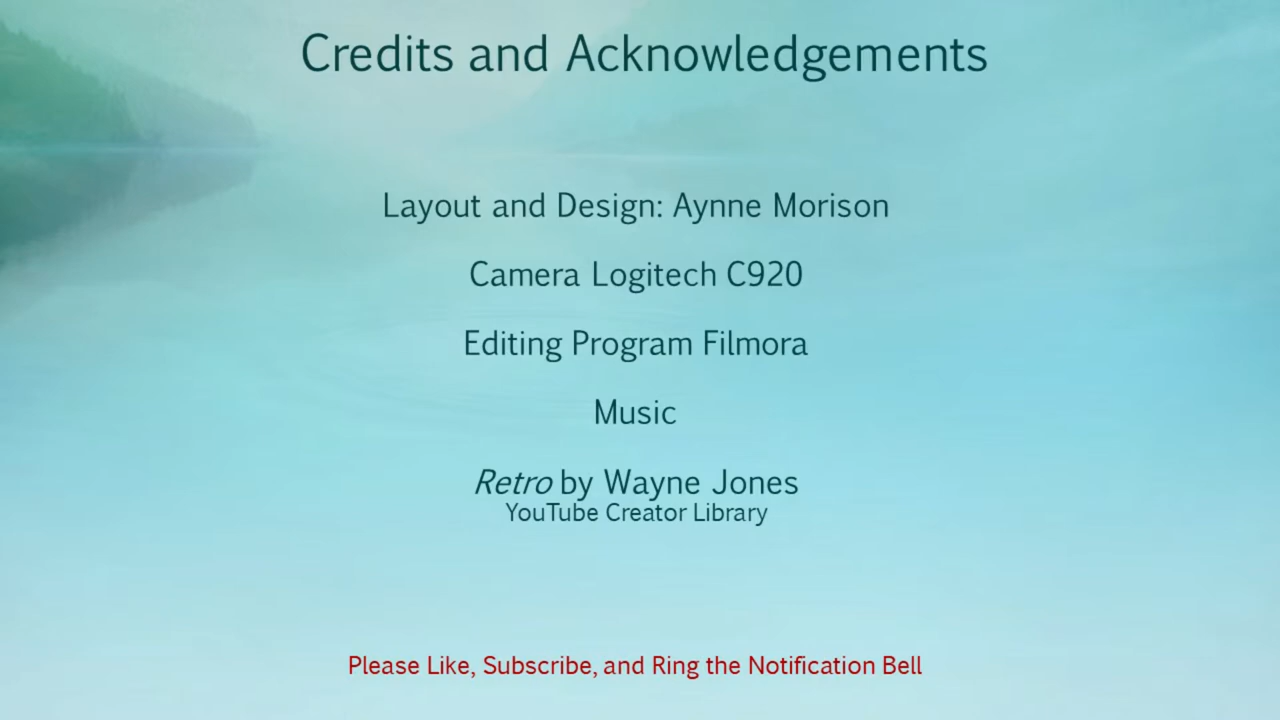 Credits and Acknowledgements
Layout and Design: Aynne Morison
Camera Logitech C920
Editing Program Filmora
Music
Retro by Wayne Jones
YouTube Creator Library
Please Like, Subscribe, and Ring the Notification Bell